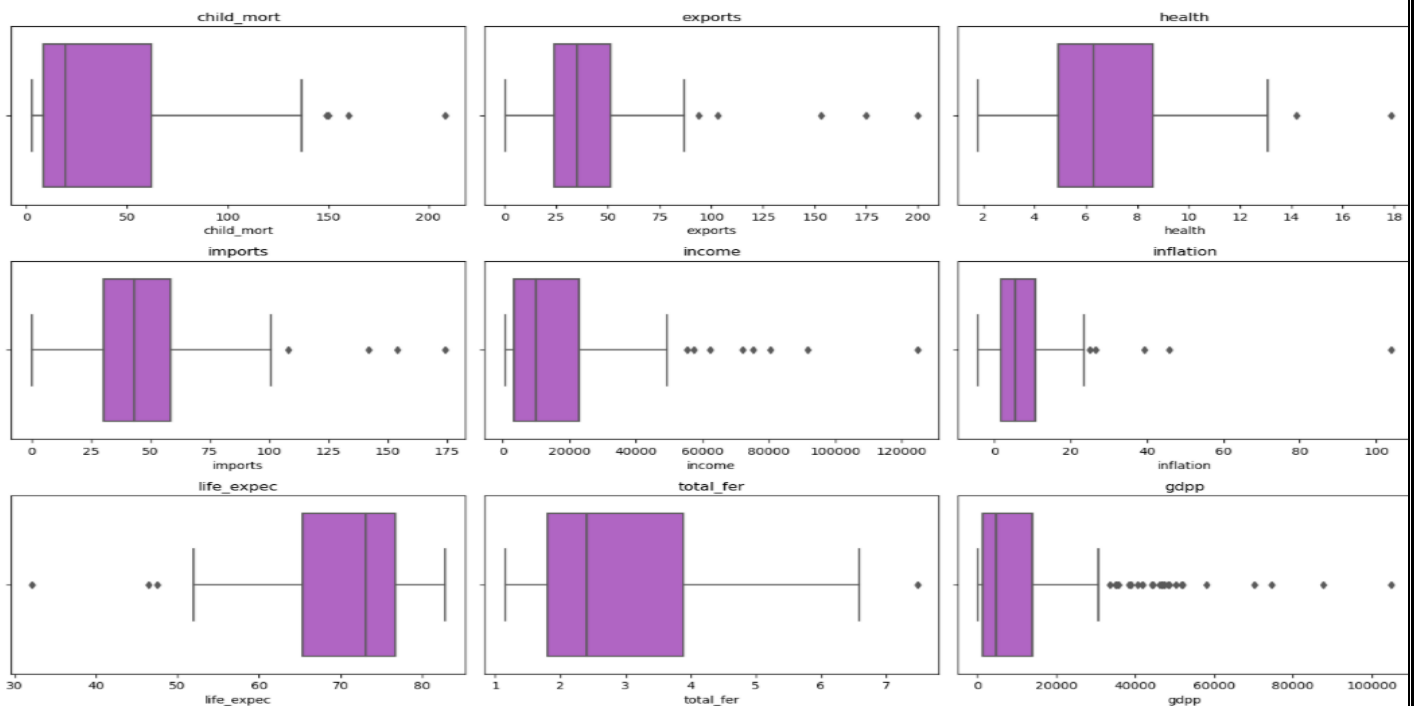 child_mort exports health
0 50 100 150 200 0 25 50 75 100 125 150 175 200 2 4 6 8 10 12 14 16 18
child_mort exports health
imports income inflation
0 25 50 75 100 125 150 175 0 20000 40000 60000 80000 100000 120000 0 20 40 60 80 100
imports income inflation
life_expec total_fer gdpp
30 40 50 60 70 80 1 2 3 4 5 6 7 0 20000 40000 60000 80000 100000
life_expec total_fer gdpp